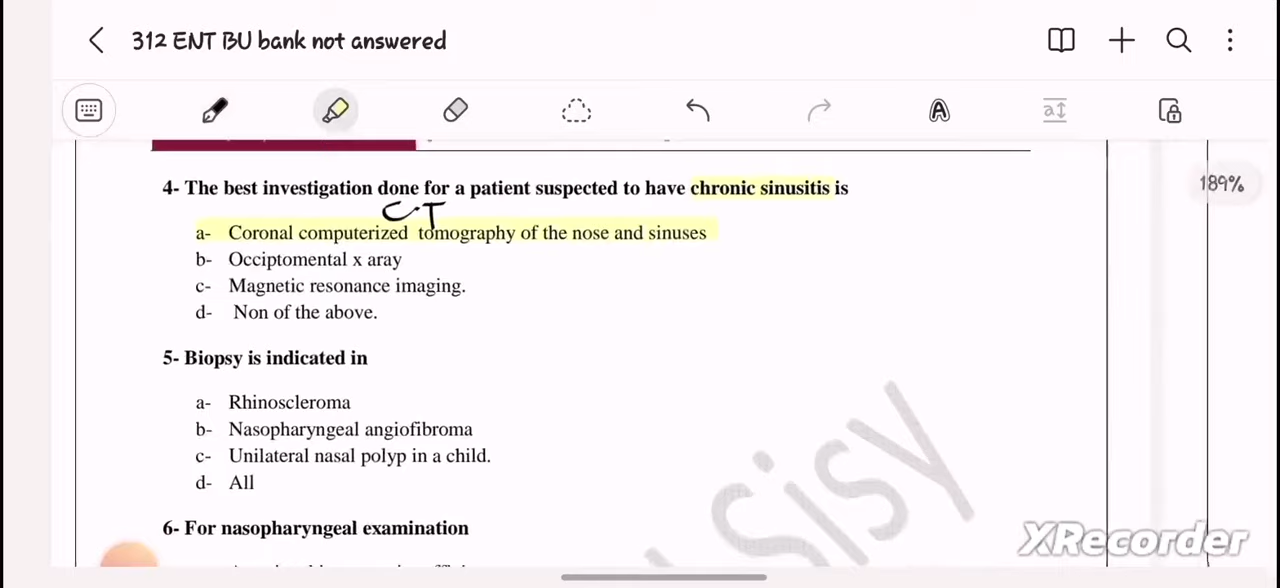 312 ENT BU bank not answered
189%
4- The best investigation done for a patient suspected to have chronic sinusitis is
CT
a- Coronal computerized tomography of the nose and sinuses
b- Occiptomental x aray
c- Magnetic resonance imaging.
d- Non of the above.
5- Biopsy is indicated in
a- Rhinoscleroma
b- Nasopharyngeal angiofibroma
c- Unilateral nasal polyp in a child.
d- All
6- For nasopharyngeal examination
Sisy
XRecorder